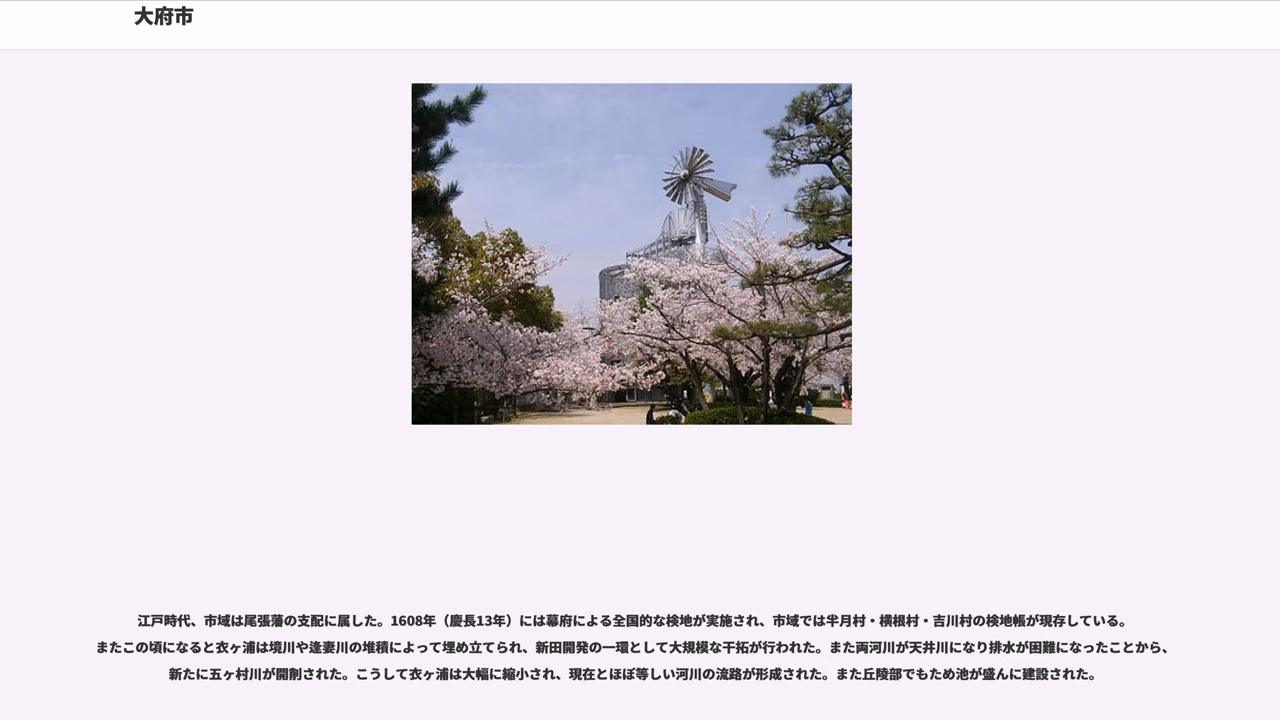 大府市
江戸時代、市域は尾張藩の支配に属した。1608年（慶長13年）には幕府による全国的な検地が実施され、市域では半月村・横根村・吉川村の検地帳が現存している。
またこの頃になると衣ヶ浦は境川や逢妻川の堆積によって埋め立てられ、新田開発の一環として大規模な干拓が行われた。また両河川が天井川になり排水が困難になったことから、
新たに五ヶ村川が開創された。こうして衣ヶ浦は大幅に縮小され、現在とほぼ等しい河川の流路が形成された。また丘陵部でもため池が盛んに建設された。